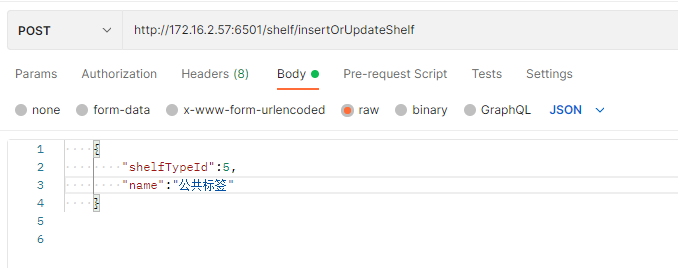 POST http://172.16.2.57:6501/shelf/insertOrUpdateShelf
Params Authorization Headers (8) Body Pre-request Script Tests Settings
none form-data x-www-form-urlencoded raw binary GraphQL JSON
1 {
2 "shelfTypeId":5,
3 "name":"公共标签"
4 }
5
6